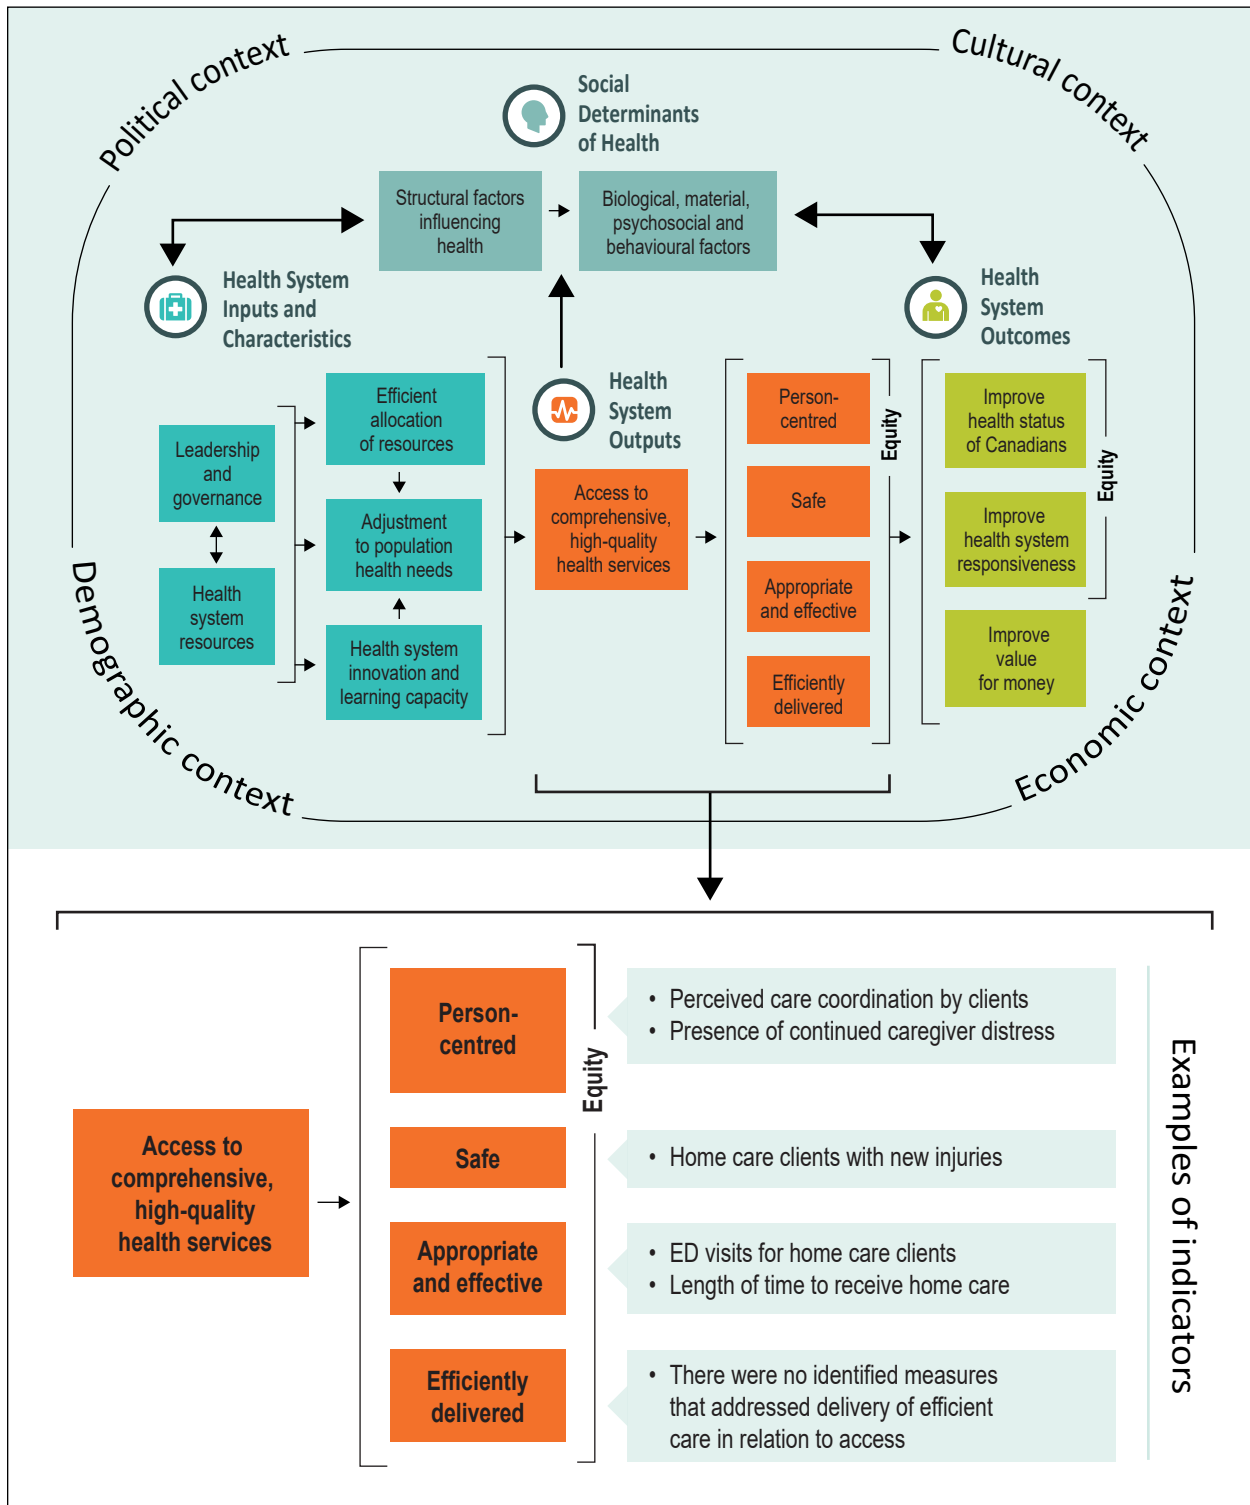 Political context
Cultural context
Social
Determinants
of Health
Structural factors
influencing
health
Biological, material,
psychosocial and
behavioural factors
Health System
Inputs and
Characteristics
Health
System
Outcomes
Health
System
Outputs
Leadership
and
governance
Health
system
resources
Efficient
allocation
of resources
Adjustment
to population
health needs
Health system
innovation and
learning capacity
Access to
comprehensive,
high-quality
health services
Person-
centred
Safe
Appropriate
and effective
Efficiently
delivered
Equity
Improve
health status
of Canadians
Improve
health system
responsiveness
Improve
value
for money
Equity
Demographic context
Economic context
Access to
comprehensive,
high-quality
health services
Person-
centred
Safe
Appropriate
and effective
Efficiently
delivered
Equity
• Perceived care coordination by clients
• Presence of continued caregiver distress
• Home care clients with new injuries
• ED visits for home care clients
• Length of time to receive home care
• There were no identified measures
that addressed delivery of efficient
care in relation to access
Examples of indicators